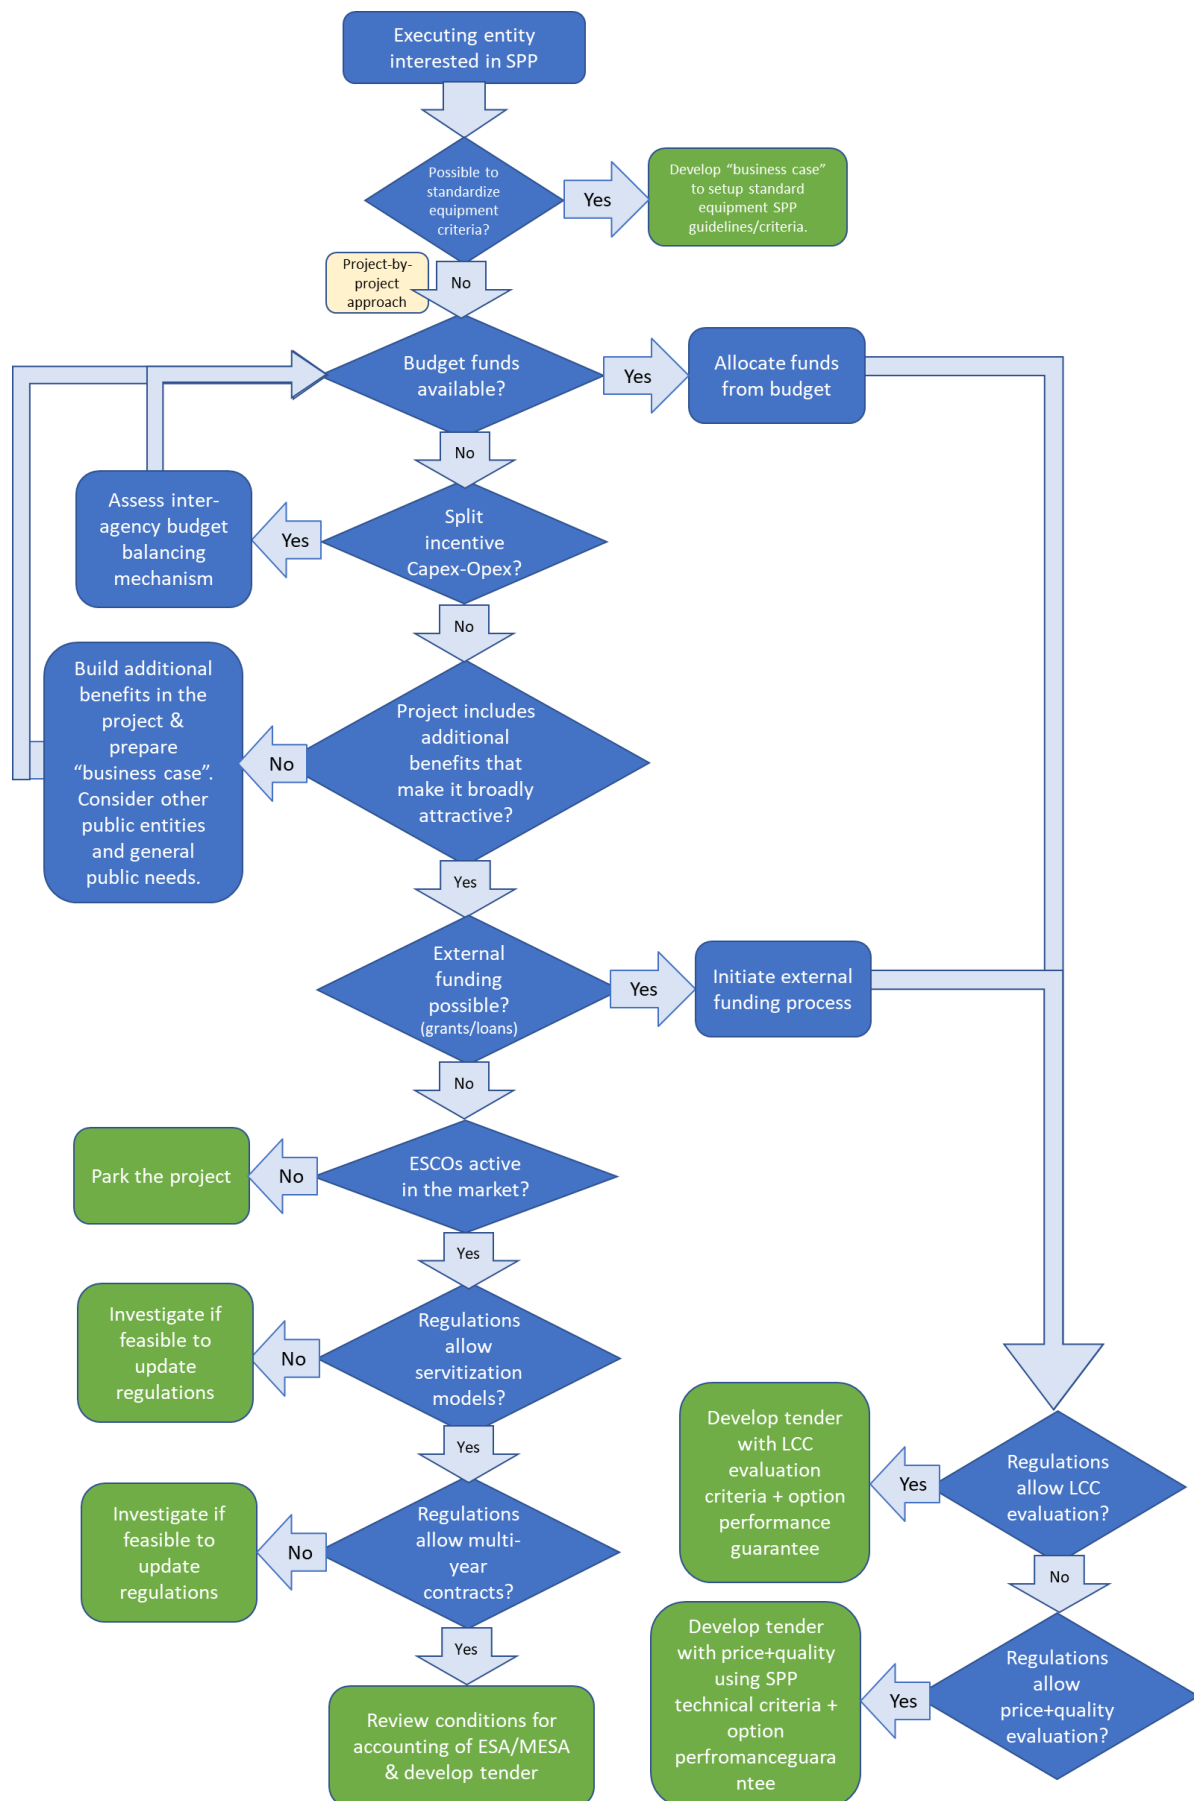 Executing entity
interested in SPP
Possible to
standardize
equipment
criteria?
Yes
Develop “business case”
to setup standard
equipment SPP
guidelines/criteria.
Project-by-
project
approach
No
Budget funds
available?
Yes
Allocate funds
from budget
No
Split
incentive
Capex-Opex?
Yes
Assess inter-
agency budget
balancing
mechanism
No
Project includes
additional
benefits that
make it broadly
attractive?
No
Build additional
benefits in the
project &
prepare
“business case”.
Consider other
public entities
and general
public needs.
Yes
External
funding
possible?
(grants/loans)
Yes
Initiate external
funding process
No
ESCOs active
in the market?
No
Park the project
Yes
Regulations
allow
servitization
models?
No
Investigate if
feasible to
update
regulations
Yes
Regulations
allow multi-
year
contracts?
No
Investigate if
feasible to
update
regulations
Yes
Review conditions for
accounting of ESA/MESA
& develop tender
Regulations
allow LCC
evaluation?
Yes
Develop tender
with LCC
evaluation
criteria + option
performance
guarantee
No
Regulations
allow
price+quality
evaluation?
Yes
Develop tender
with price+quality
using SPP
technical criteria +
option
perfromanceguara
ntee